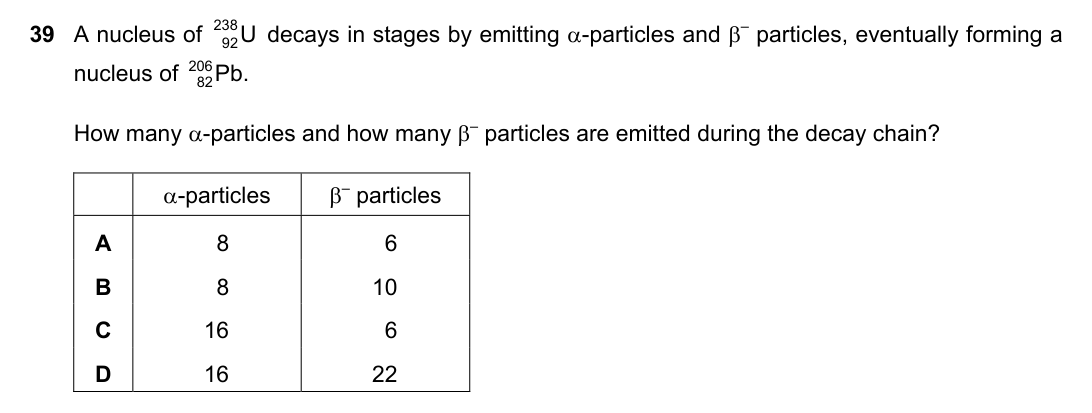 39 A nucleus of ²³⁸₉₂U decays in stages by emitting α-particles and β⁻ particles, eventually forming a
nucleus of ²⁰⁶₈₂Pb.
How many α-particles and how many β⁻ particles are emitted during the decay chain?
α-particles β⁻ particles
A 8 6
B 8 10
C 16 6
D 16 22